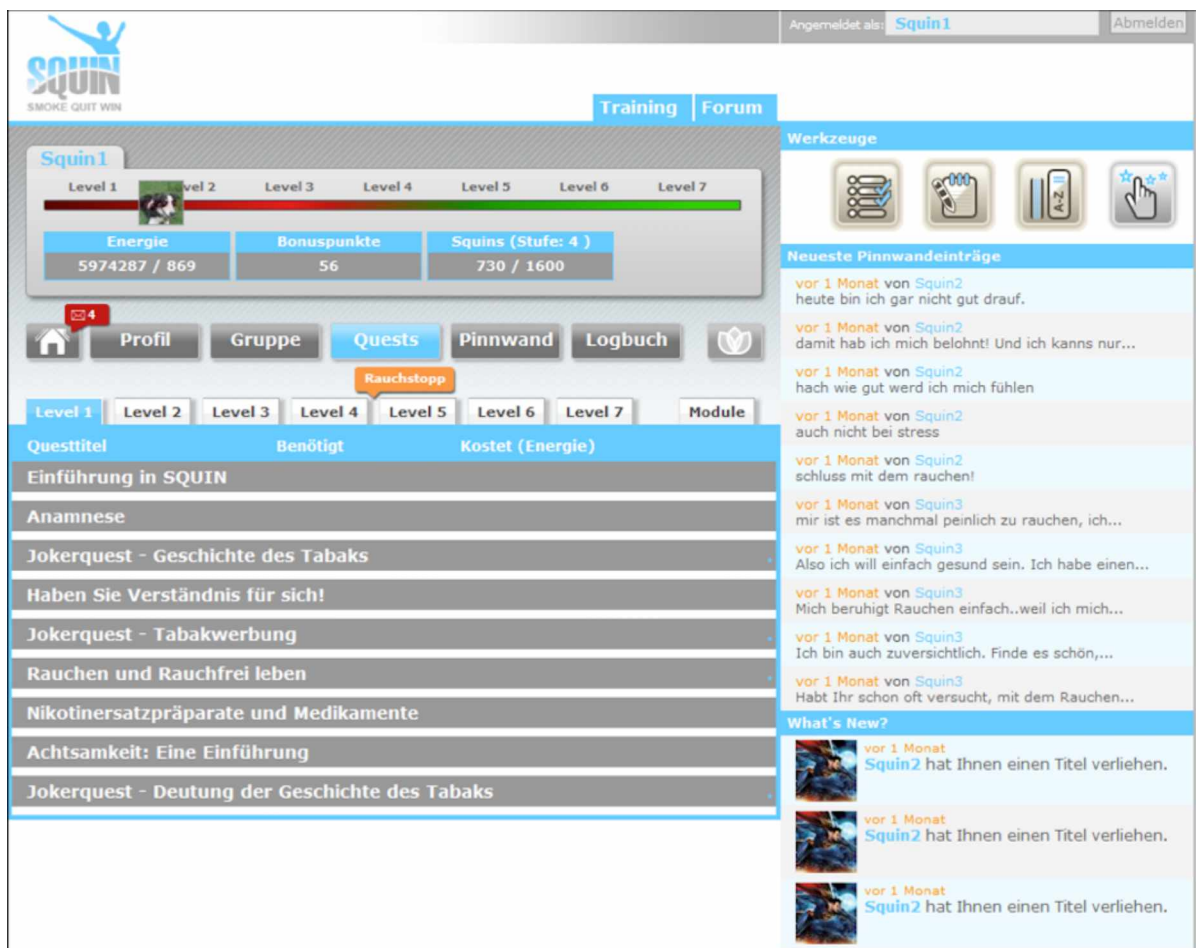 Angemeldet als: Squin1 Abmelden
SQUIN
SMOKE QUIT WIN
Training Forum
Squin1
Level 1 vel 2 Level 3 Level 4 Level 5 Level 6 Level 7
Energie Bonuspunkte Squins (Stufe: 4 )
5974287 / 869 56 730 / 1600
4
Profil Gruppe Quests Pinnwand Logbuch
Rauchstopp
Level 1 Level 2 Level 3 Level 4 Level 5 Level 6 Level 7 Module
Questtitel Benötigt Kostet (Energie)
Einführung in SQUIN
Anamnese
Jokerquest - Geschichte des Tabaks
Haben Sie Verständnis für sich!
Jokerquest - Tabakwerbung
Rauchen und Rauchfrei leben
Nikotinersatzpräparate und Medikamente
Achtsamkeit: Eine Einführung
Jokerquest - Deutung der Geschichte des Tabaks
Werkzeuge
A-Z
Neueste Pinnwandeinträge
vor 1 Monat von Squin2
heute bin ich gar nicht gut drauf.
vor 1 Monat von Squin2
damit hab ich mich belohnt! Und ich kanns nur...
vor 1 Monat von Squin2
hach wie gut werd ich mich fühlen
vor 1 Monat von Squin2
auch nicht bei stress
vor 1 Monat von Squin2
schluss mit dem rauchen!
vor 1 Monat von Squin3
mir ist es manchmal peinlich zu rauchen, ich...
vor 1 Monat von Squin3
Also ich will einfach gesund sein. Ich habe einen...
vor 1 Monat von Squin3
Mich beruhigt Rauchen einfach..weil ich mich...
vor 1 Monat von Squin3
Ich bin auch zuversichtlich. Finde es schön,...
vor 1 Monat von Squin3
Habt Ihr schon oft versucht, mit dem Rauchen...
What's New?
vor 1 Monat
Squin2 hat Ihnen einen Titel verliehen.
vor 1 Monat
Squin2 hat Ihnen einen Titel verliehen.
vor 1 Monat
Squin2 hat Ihnen einen Titel verliehen.